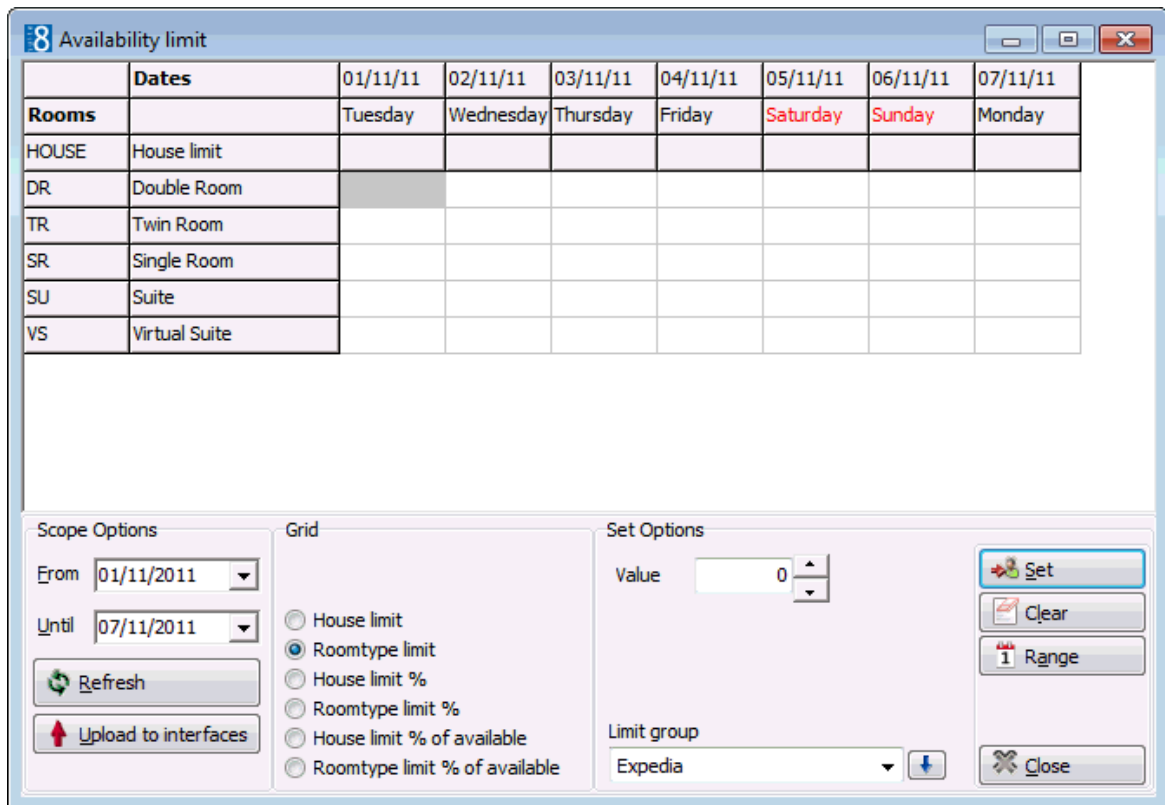 8 Availability limit
Dates 01/11/11 02/11/11 03/11/11 04/11/11 05/11/11 06/11/11 07/11/11
Rooms Tuesday Wednesday Thursday Friday Saturday Sunday Monday
HOUSE House limit
DR Double Room
TR Twin Room
SR Single Room
SU Suite
VS Virtual Suite
Scope Options
From 01/11/2011
Until 07/11/2011
Refresh
Upload to interfaces
Grid
House limit
Roomtype limit
House limit %
Roomtype limit %
House limit % of available
Roomtype limit % of available
Set Options
Value 0
Limit group
Expedia
Set
Clear
1 Range
Close